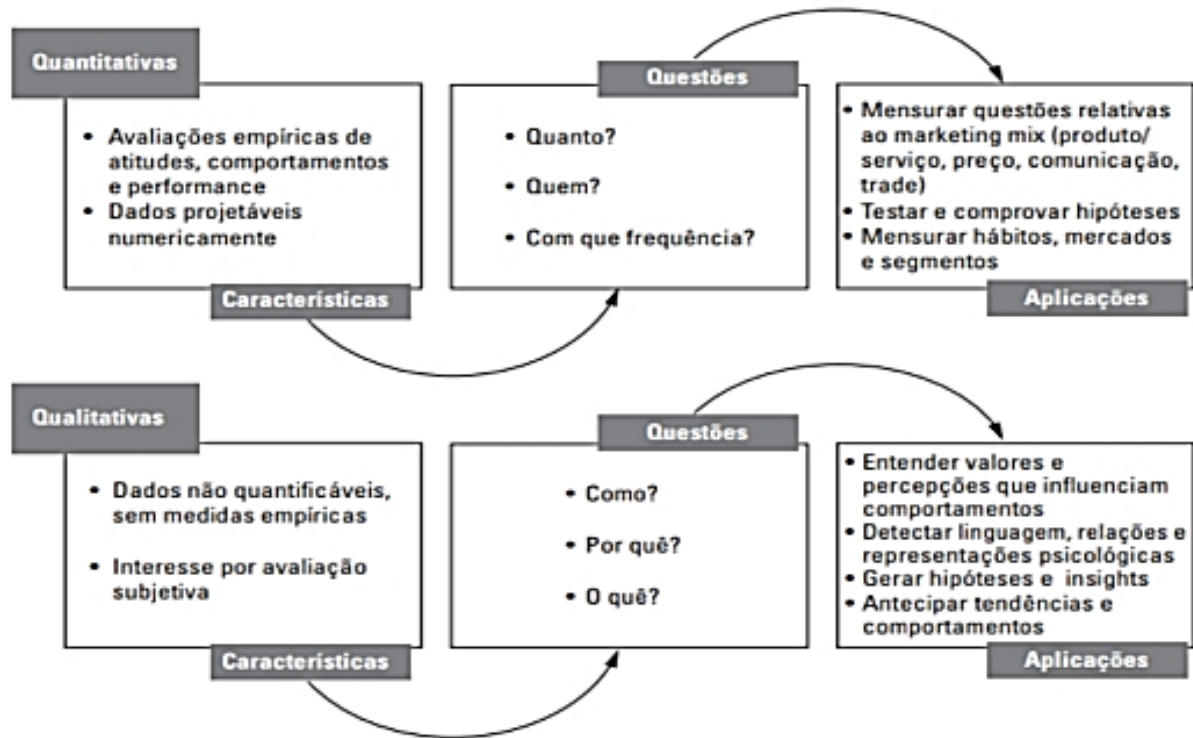 Quantitativas
• Avaliações empíricas de
atitudes, comportamentos
e performance
• Dados projetáveis
numericamente
Características
Questões
• Quanto?
• Quem?
• Com que frequência?
• Mensurar questões relativas
ao marketing mix (produto/
serviço, preço, comunicação,
trade)
• Testar e comprovar hipóteses
• Mensurar hábitos, mercados
e segmentos
Aplicações
Qualitativas
• Dados não quantificáveis,
sem medidas empíricas
• Interesse por avaliação
subjetiva
Características
Questões
• Como?
• Por quê?
• O quê?
• Entender valores e
percepções que influenciam
comportamentos
• Detectar linguagem, relações e
representações psicológicas
• Gerar hipóteses e insights
• Antecipar tendências e
comportamentos
Aplicações